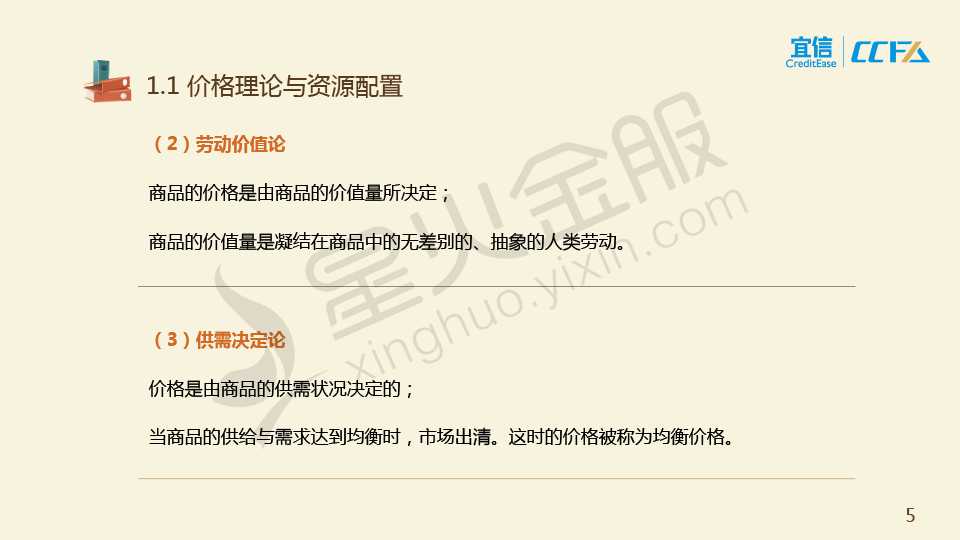 宜信
CreditEase
CCFA
1.1 价格理论与资源配置
（2）劳动价值论
商品的价格是由商品的价值量所决定；
商品的价值量是凝结在商品中的无差别的、抽象的人类劳动。
（3）供需决定论
价格是由商品的供需状况决定的；
当商品的供给与需求达到均衡时，市场出清。这时的价格被称为均衡价格。
星火金服
xinghuo.yixin.com
5